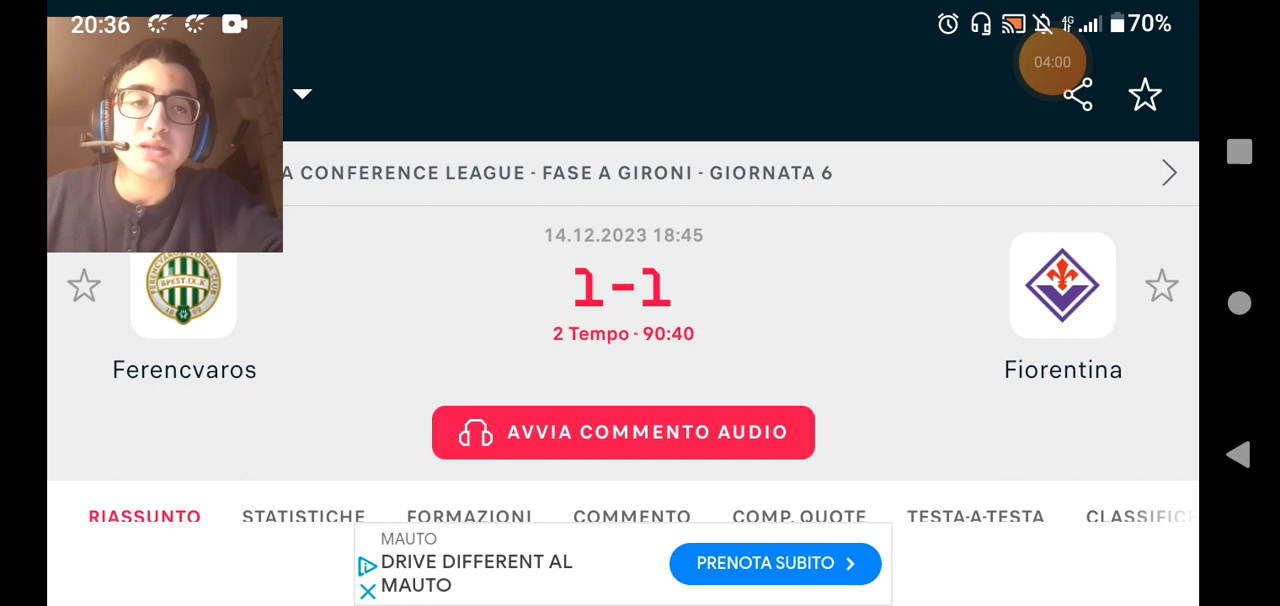 20:36
4G
70%
04:00
A CONFERENCE LEAGUE - FASE A GIRONI - GIORNATA 6
14.12.2023 18:45
1-1
2 Tempo - 90:40
Ferencvaros
Fiorentina
AVVIA COMMENTO AUDIO
RIASSUNTO STATISTICHE FORMAZIONI COMMENTO COMP. QUOTE TESTA-A-TESTA CLASSIFIC
MAUTO
DRIVE DIFFERENT AL
MAUTO
PRENOTA SUBITO